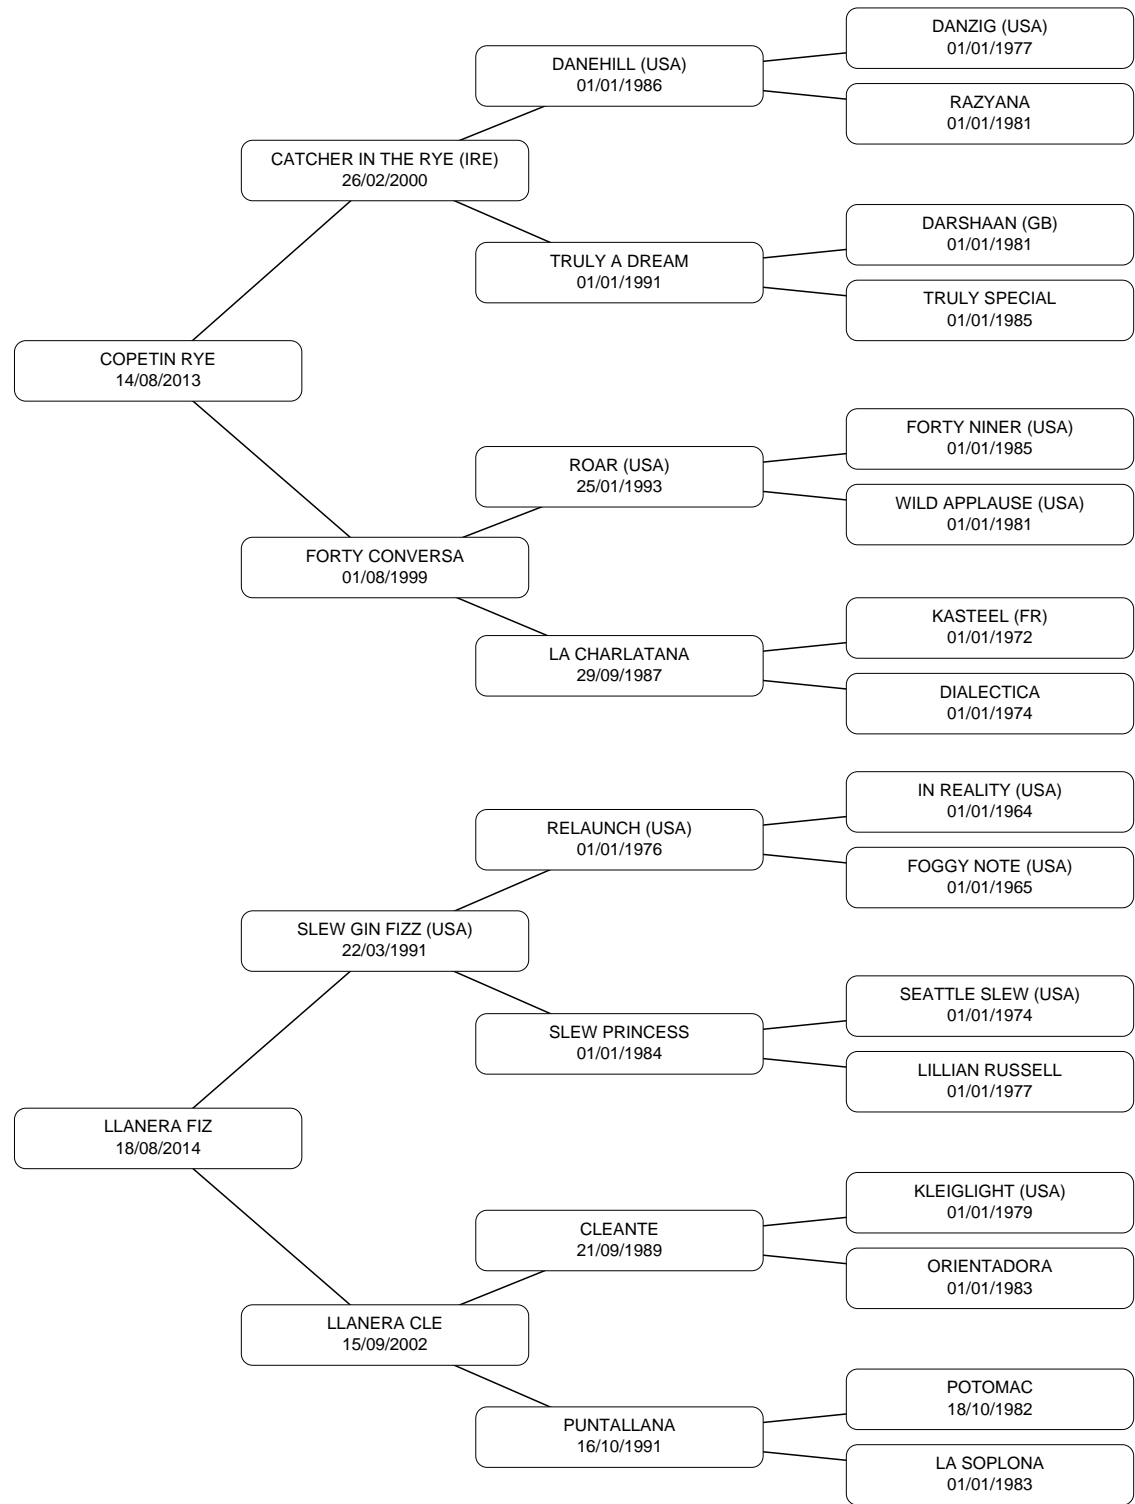 DANZIG (USA)
01/01/1977
DANEHILL (USA)
01/01/1986
RAZYANA
01/01/1981
CATCHER IN THE RYE (IRE)
26/02/2000
DARSHAAN (GB)
01/01/1981
TRULY A DREAM
01/01/1991
TRULY SPECIAL
01/01/1985
COPETIN RYE
14/08/2013
FORTY NINER (USA)
01/01/1985
ROAR (USA)
25/01/1993
WILD APPLAUSE (USA)
01/01/1981
FORTY CONVERSA
01/08/1999
KASTEEL (FR)
01/01/1972
LA CHARLATANA
29/09/1987
DIALECTICA
01/01/1974
IN REALITY (USA)
01/01/1964
RELAUNCH (USA)
01/01/1976
FOGGY NOTE (USA)
01/01/1965
SLEW GIN FIZZ (USA)
22/03/1991
SEATTLE SLEW (USA)
01/01/1974
SLEW PRINCESS
01/01/1984
LILLIAN RUSSELL
01/01/1977
LLANERA FIZ
18/08/2014
KLEIGLIGHT (USA)
01/01/1979
CLEANTE
21/09/1989
ORIENTADORA
01/01/1983
LLANERA CLE
15/09/2002
POTOMAC
18/10/1982
PUNTALLANA
16/10/1991
LA SOPLONA
01/01/1983